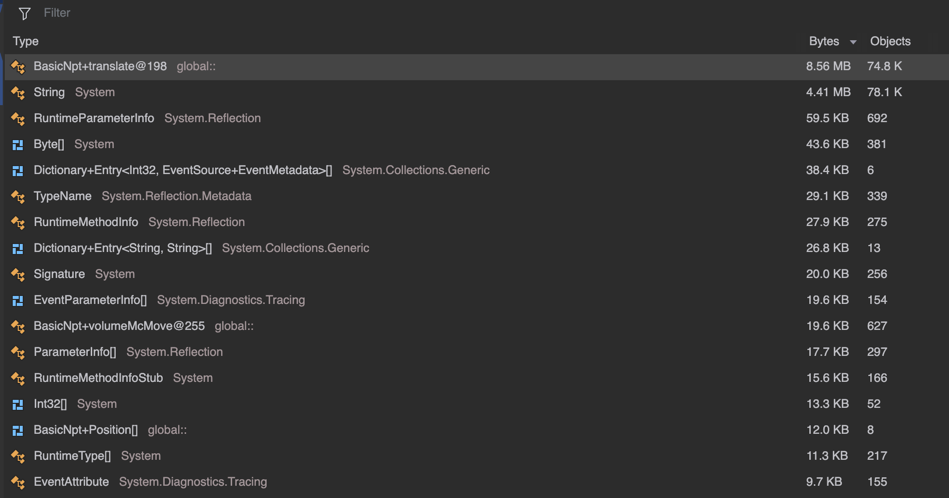 Filter
Type Bytes Objects
BasicNpt+translate@198 global:: 8.56 MB 74.8 K
String System 4.41 MB 78.1 K
RuntimeParameterInfo System.Reflection 59.5 KB 692
Byte[] System 43.6 KB 381
Dictionary+Entry<Int32, EventSource+EventMetadata>[] System.Collections.Generic 38.4 KB 6
TypeName System.Reflection.Metadata 29.1 KB 339
RuntimeMethodInfo System.Reflection 27.9 KB 275
Dictionary+Entry<String, String>[] System.Collections.Generic 26.8 KB 13
Signature System 20.0 KB 256
EventParameterInfo[] System.Diagnostics.Tracing 19.6 KB 154
BasicNpt+volumeMcMove@255 global:: 19.6 KB 627
ParameterInfo[] System.Reflection 17.7 KB 297
RuntimeMethodInfoStub System 15.6 KB 166
Int32[] System 13.3 KB 52
BasicNpt+Position[] global:: 12.0 KB 8
RuntimeType[] System 11.3 KB 217
EventAttribute System.Diagnostics.Tracing 9.7 KB 155